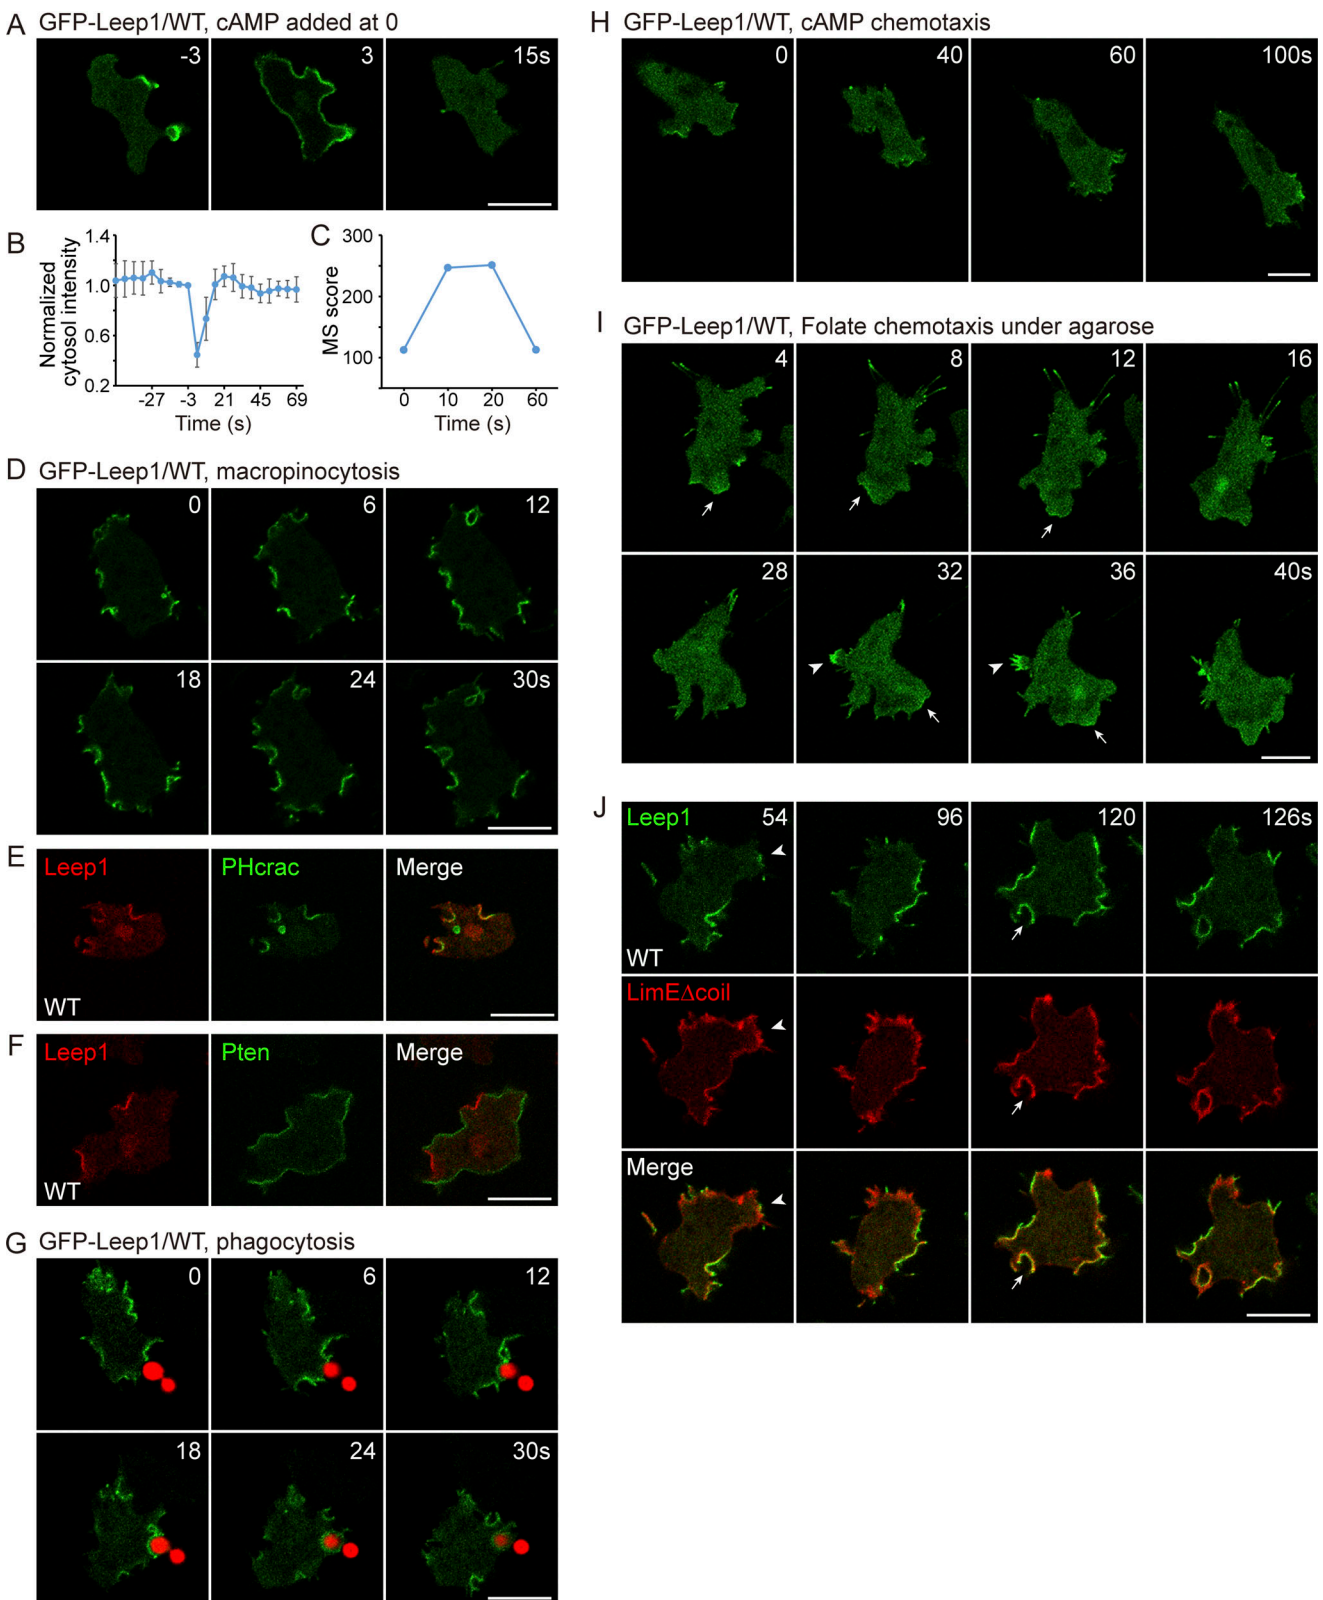 A GFP-Leep1/WT, cAMP added at 0
-3 3 15s
B
Normalized
cytosol intensity
1.4
1.0
0.6
0.2
-27 -3 21 45 69
Time (s)
C
MS score
300
200
100
0 10 20 60
Time (s)
D GFP-Leep1/WT, macropinocytosis
0 6 12
18 24 30s
E
Leep1 PHcrac Merge
WT
F
Leep1 Pten Merge
WT
G GFP-Leep1/WT, phagocytosis
0 6 12
18 24 30s
H GFP-Leep1/WT, cAMP chemotaxis
0 40 60 100s
I GFP-Leep1/WT, Folate chemotaxis under agarose
4 8 12 16
28 32 36 40s
J
Leep1 54 96 120 126s
WT
LimEΔcoil
Merge